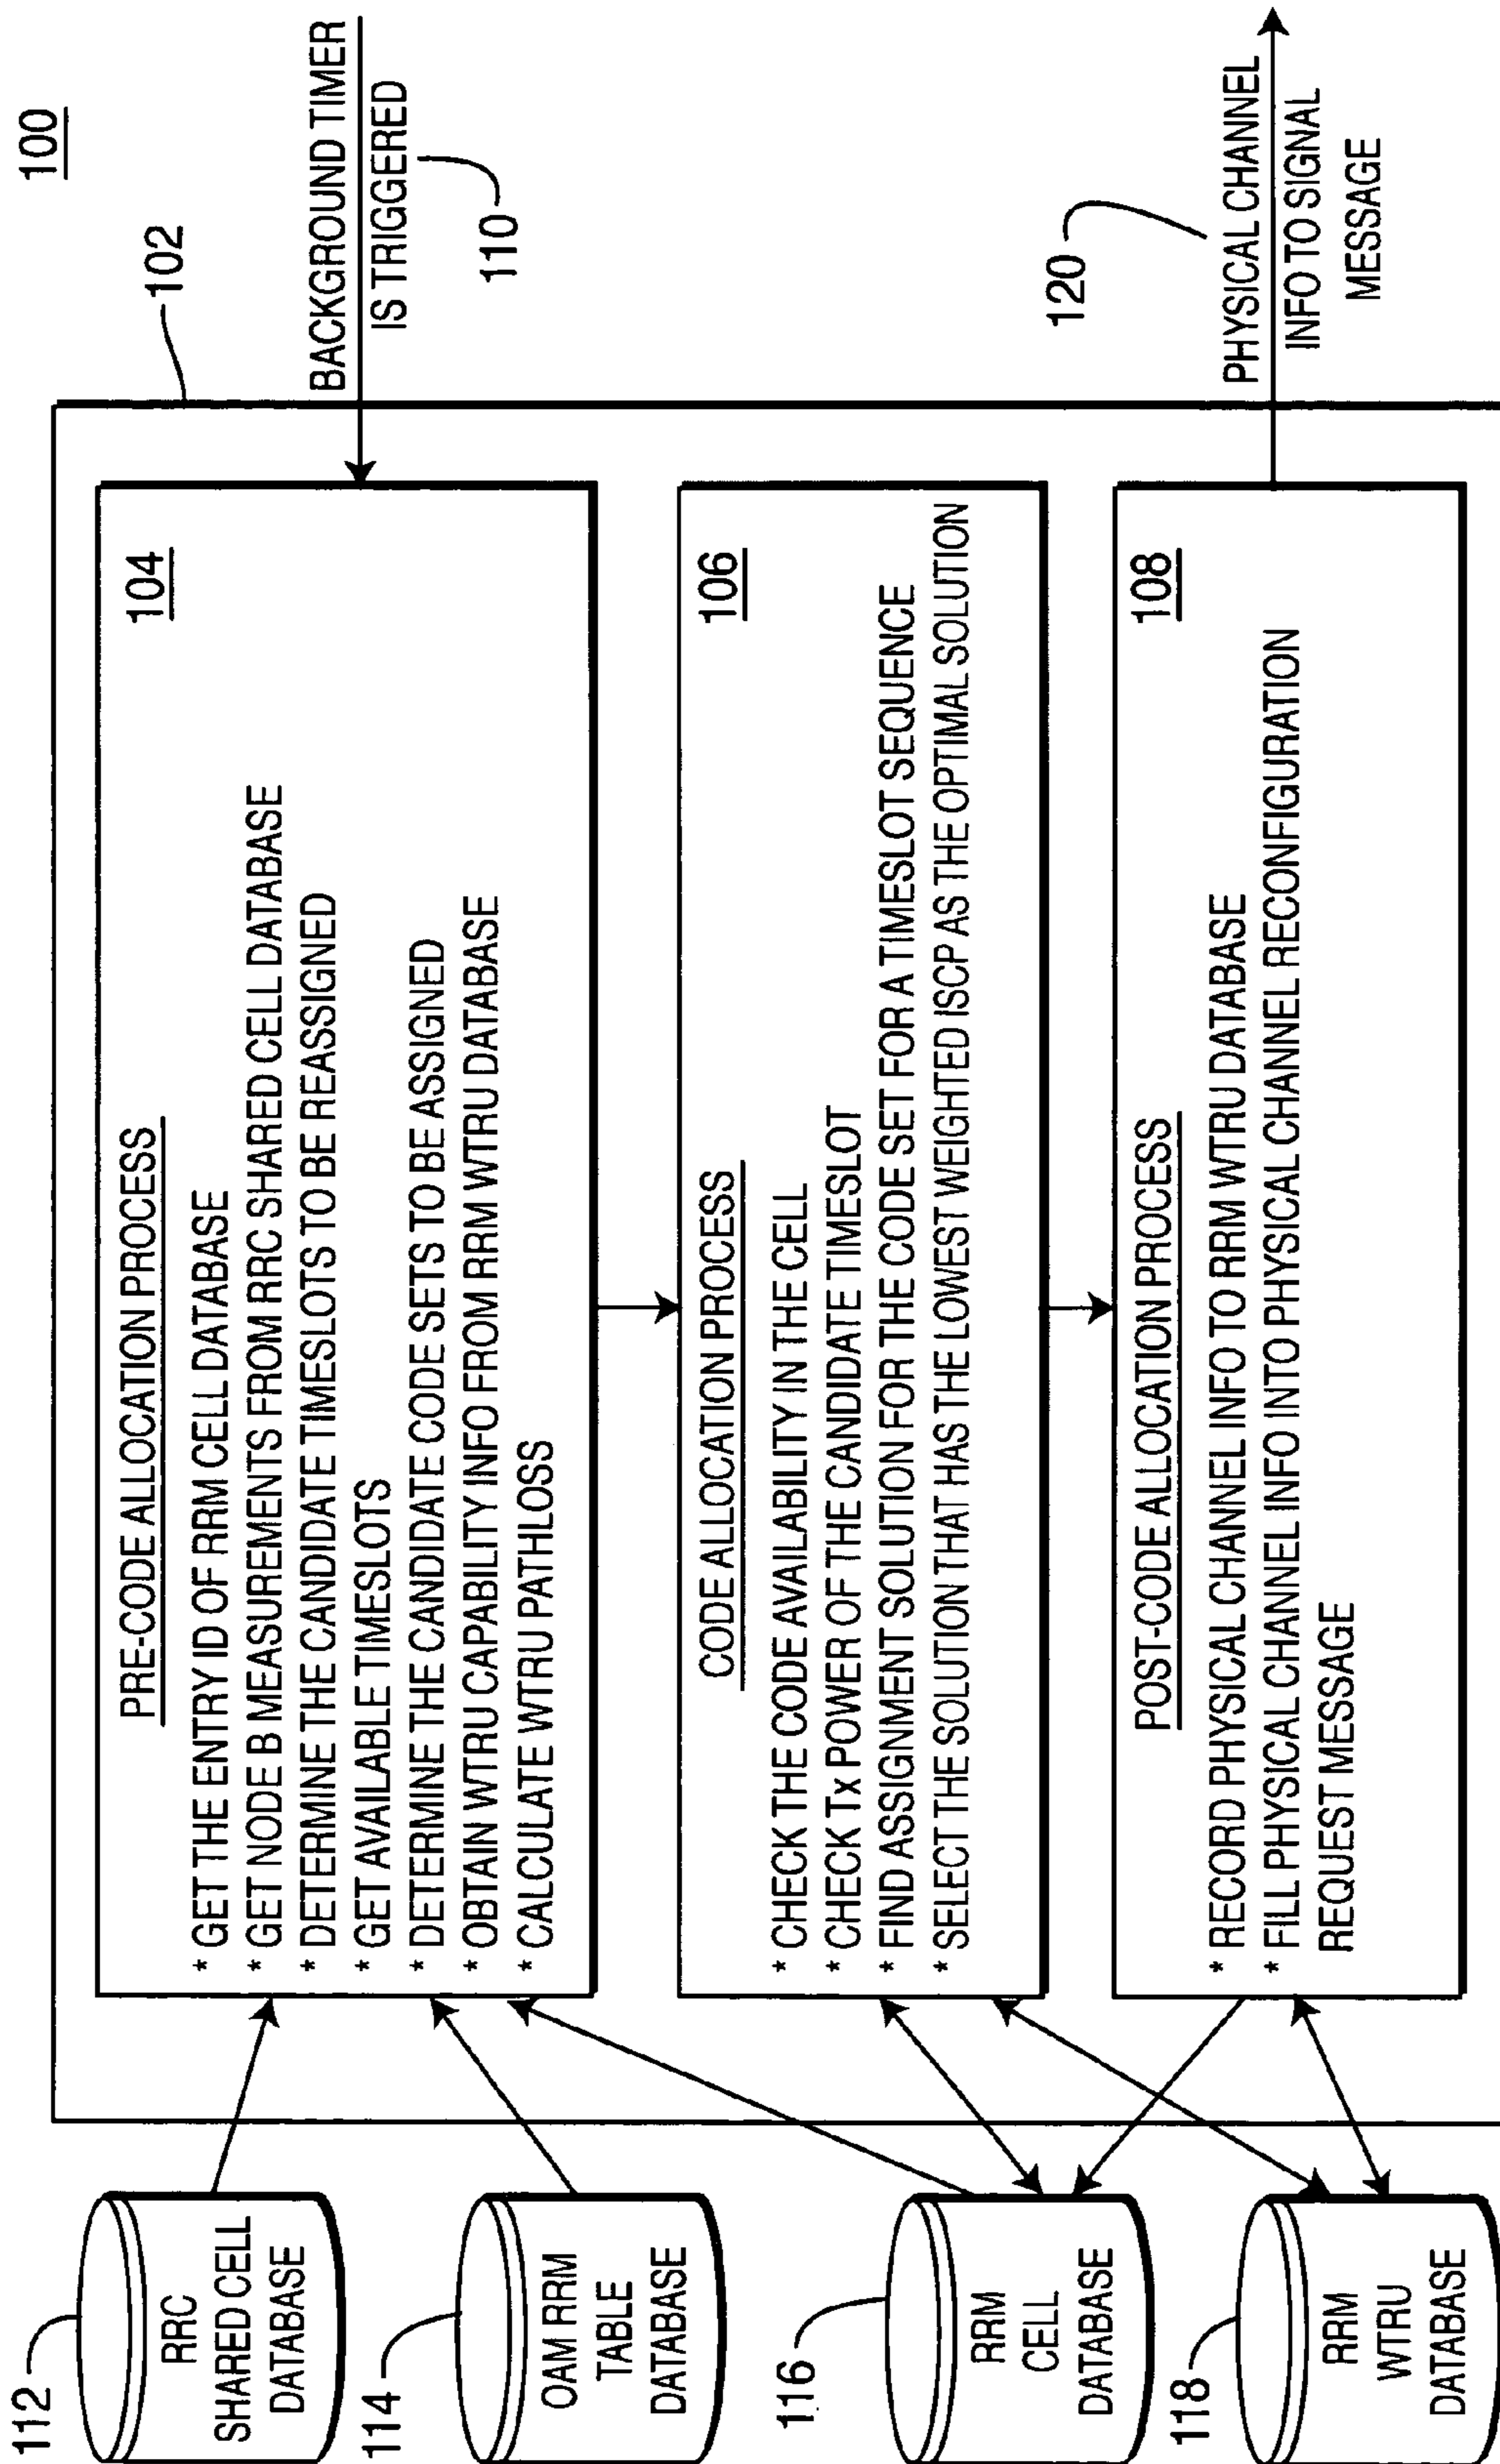 100
102
112
RRC
SHARED CELL
DATABASE
114
OAM RRM
TABLE
DATABASE
116
RRM
CELL
DATABASE
118
RRM
WTRU
DATABASE
PRE-CODE ALLOCATION PROCESS
104
* GET THE ENTRY ID OF RRM CELL DATABASE
* GET NODE B MEASUREMENTS FROM RRC SHARED CELL DATABASE
* DETERMINE THE CANDIDATE TIMESLOTS TO BE REASSIGNED
* GET AVAILABLE TIMESLOTS
* DETERMINE THE CANDIDATE CODE SETS TO BE ASSIGNED
* OBTAIN WTRU CAPABILITY INFO FROM RRM WTRU DATABASE
* CALCULATE WTRU PATHLOSS
CODE ALLOCATION PROCESS
106
* CHECK THE CODE AVAILABILITY IN THE CELL
* CHECK Tx POWER OF THE CANDIDATE TIMESLOT
* FIND ASSIGNMENT SOLUTION FOR THE CODE SET FOR A TIMESLOT SEQUENCE
* SELECT THE SOLUTION THAT HAS THE LOWEST WEIGHTED ISCP AS THE OPTIMAL SOLUTION
POST-CODE ALLOCATION PROCESS
108
* RECORD PHYSICAL CHANNEL INFO TO RRM WTRU DATABASE
* FILL PHYSICAL CHANNEL INFO INTO PHYSICAL CHANNEL RECONFIGURATION
REQUEST MESSAGE
BACKGROUND TIMER
IS TRIGGERED
110
120
PHYSICAL CHANNEL
INFO TO SIGNAL
MESSAGE